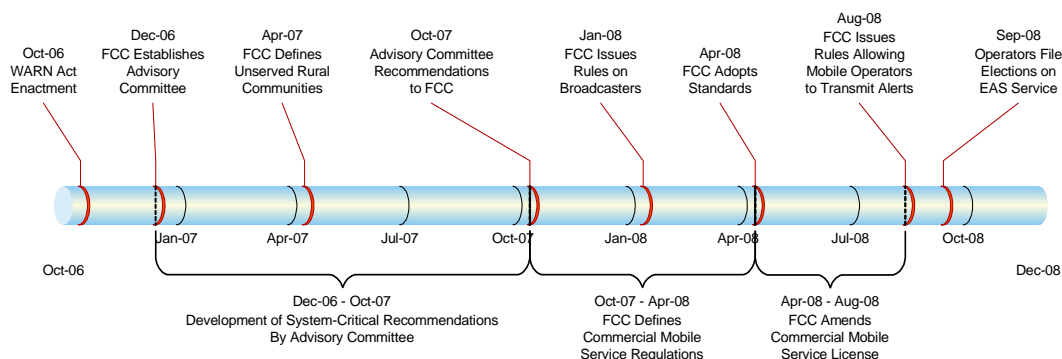 Oct-06
WARN Act
Enactment
Dec-06
FCC Establishes
Advisory
Committee
Apr-07
FCC Defines
Unserved Rural
Communities
Oct-07
Advisory Committee
Recommendations
to FCC
Jan-08
FCC Issues
Rules on
Broadcasters
Apr-08
FCC Adopts
Standards
Aug-08
FCC Issues
Rules Allowing
Mobile Operators
to Transmit Alerts
Sep-08
Operators File
Elections on
EAS Service
Jan-07
Apr-07
Jul-07
Oct-07
Jan-08
Apr-08
Jul-08
Oct-08
Oct-06
Dec-08
Dec-06 - Oct-07
Development of System-Critical Recommendations
By Advisory Committee
Oct-07 - Apr-08
FCC Defines
Commercial Mobile
Service Regulations
Apr-08 - Aug-08
FCC Amends
Commercial Mobile
Service License